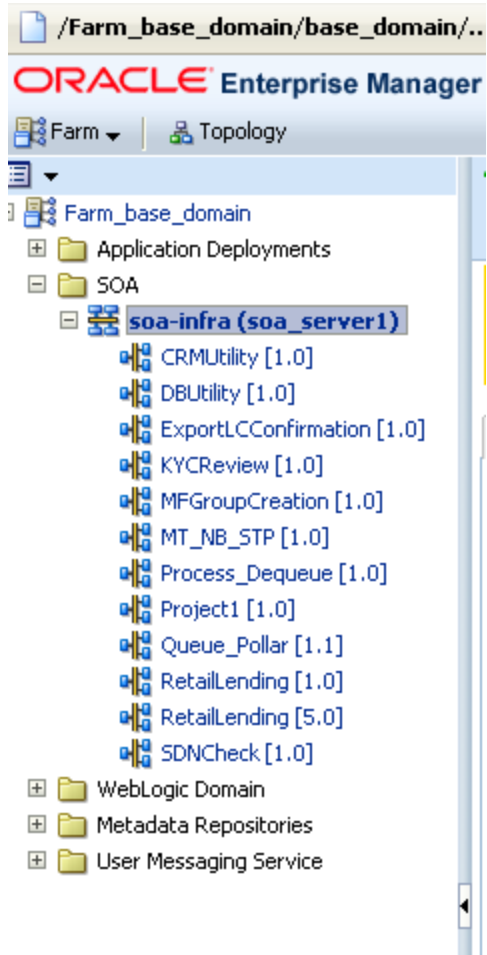 /Farm_base_domain/base_domain/..
ORACLE Enterprise Manager
Farm Topology
Farm_base_domain
Application Deployments
SOA
soa-infra (soa_server1)
CRMUtility [1.0]
DBUtility [1.0]
ExportLCConfirmation [1.0]
KYCReview [1.0]
MFGroupCreation [1.0]
MT_NB_STP [1.0]
Process_Dequeue [1.0]
Project1 [1.0]
Queue_Pollar [1.1]
RetailLending [1.0]
RetailLending [5.0]
SDNCheck [1.0]
WebLogic Domain
Metadata Repositories
User Messaging Service